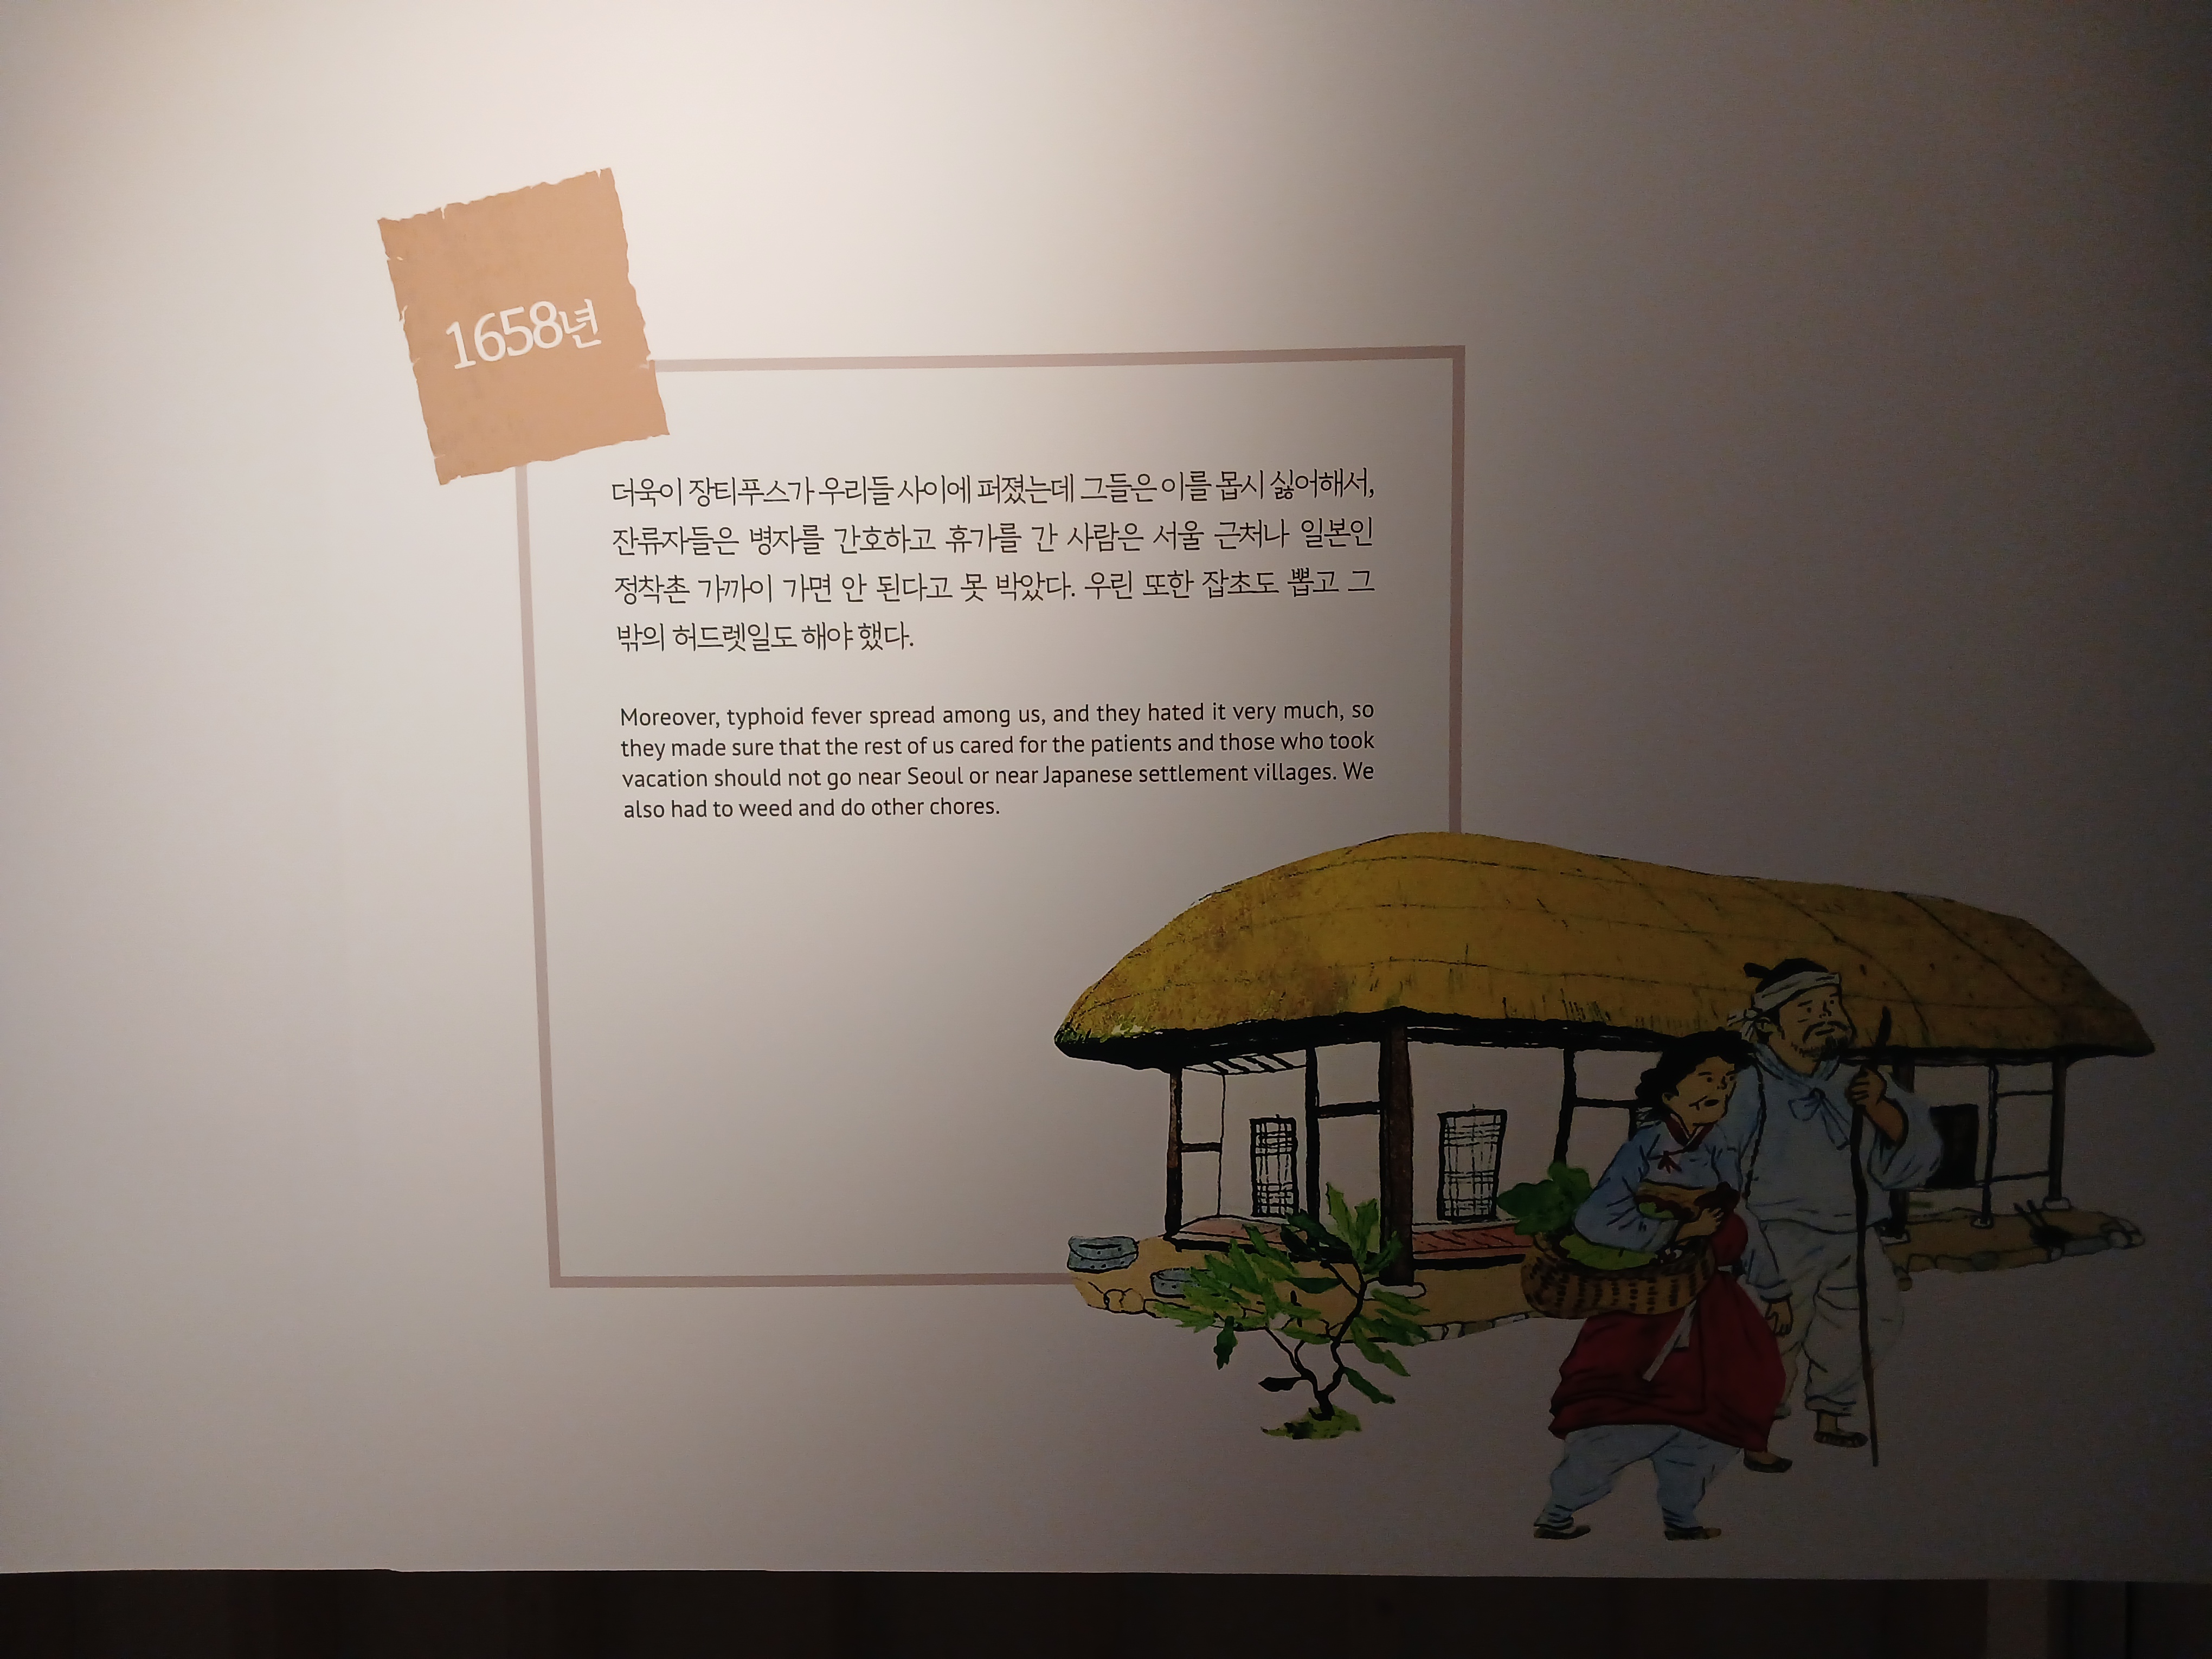 1658년
더욱이 장티푸스가 우리들 사이에 퍼졌는데 그들은 이를 몹시 싫어해서,
잔류자들은 병자를 간호하고 휴가를 간 사람은 서울 근처나 일본인
정착촌 가까이 가면 안 된다고 못 박았다. 우린 또한 잡초도 뽑고 그
밖의 허드렛일도 해야 했다.
Moreover, typhoid fever spread among us, and they hated it very much, so
they made sure that the rest of us cared for the patients and those who took
vacation should not go near Seoul or near Japanese settlement villages. We
also had to weed and do other chores.